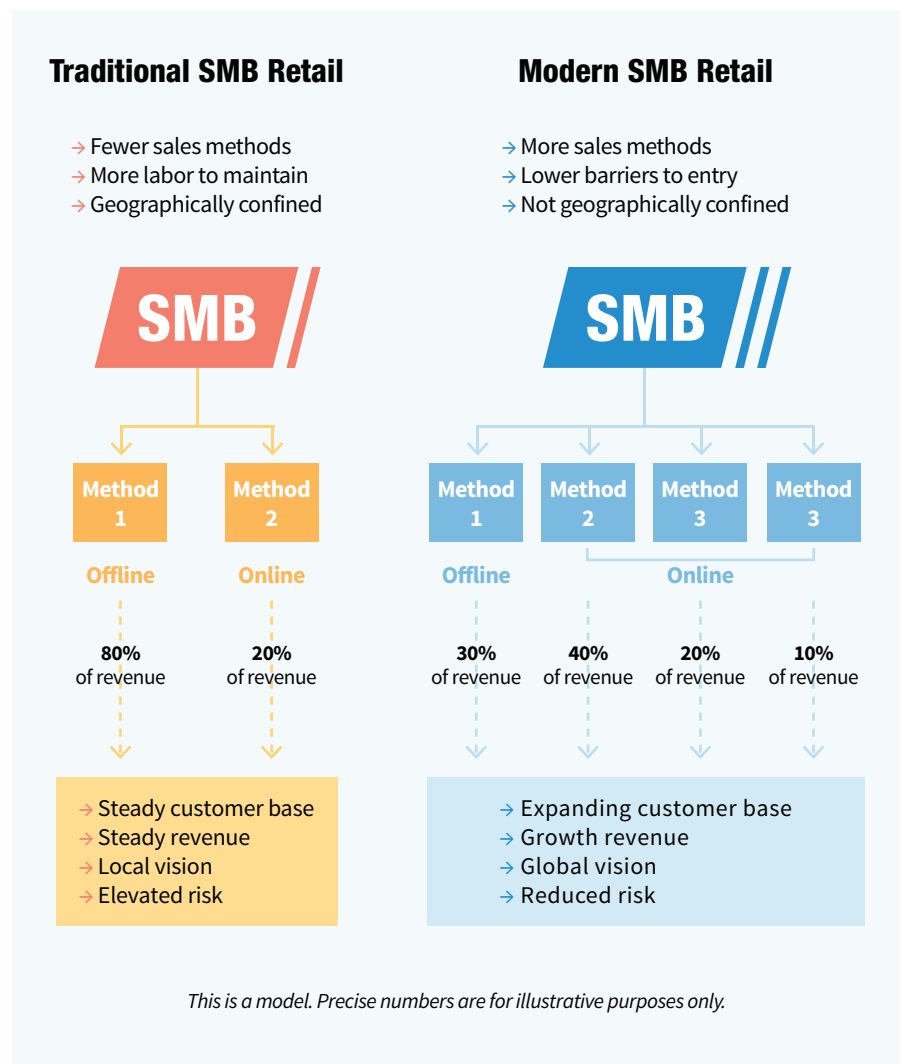 Traditional SMB Retail
→ Fewer sales methods
→ More labor to maintain
→ Geographically confined
SMB
Method
1
Method
2
Offline
Online
80%
of revenue
20%
of revenue
→ Steady customer base
→ Steady revenue
→ Local vision
→ Elevated risk
Modern SMB Retail
→ More sales methods
→ Lower barriers to entry
→ Not geographically confined
SMB
Method
1
Method
2
Method
3
Method
3
Offline
Online
30%
of revenue
40%
of revenue
20%
of revenue
10%
of revenue
→ Expanding customer base
→ Growth revenue
→ Global vision
→ Reduced risk
This is a model. Precise numbers are for illustrative purposes only.